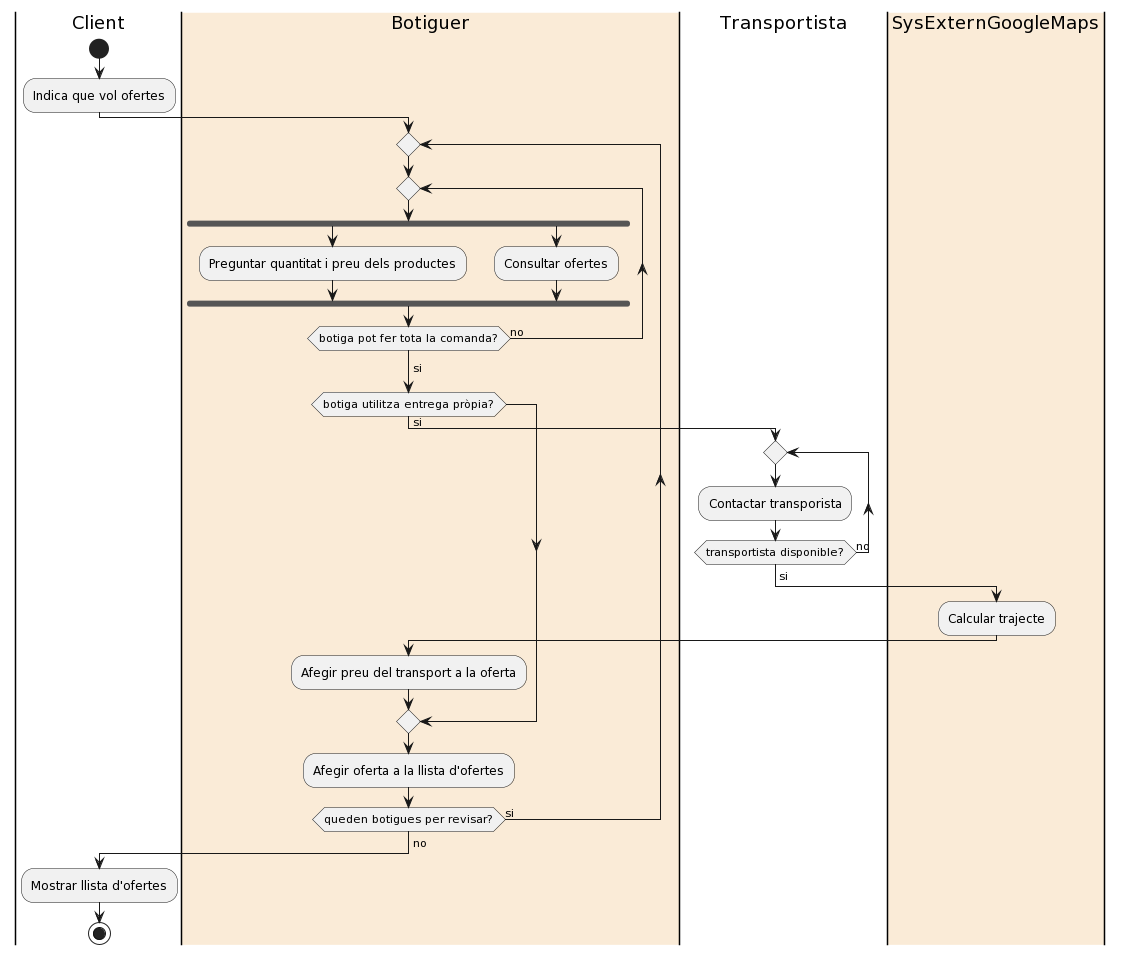 Client
Botiguer
Transportista
SysExternGoogleMaps
Indica que vol ofertes
Preguntar quantitat i preu dels productes
Consultar ofertes
botiga pot fer tota la comanda?
no
si
botiga utilitza entrega pròpia?
si
Contactar transporista
transportista disponible?
no
si
Calcular trajecte
Afegir preu del transport a la oferta
Afegir oferta a la llista d'ofertes
queden botigues per revisar?
si
no
Mostrar llista d'ofertes